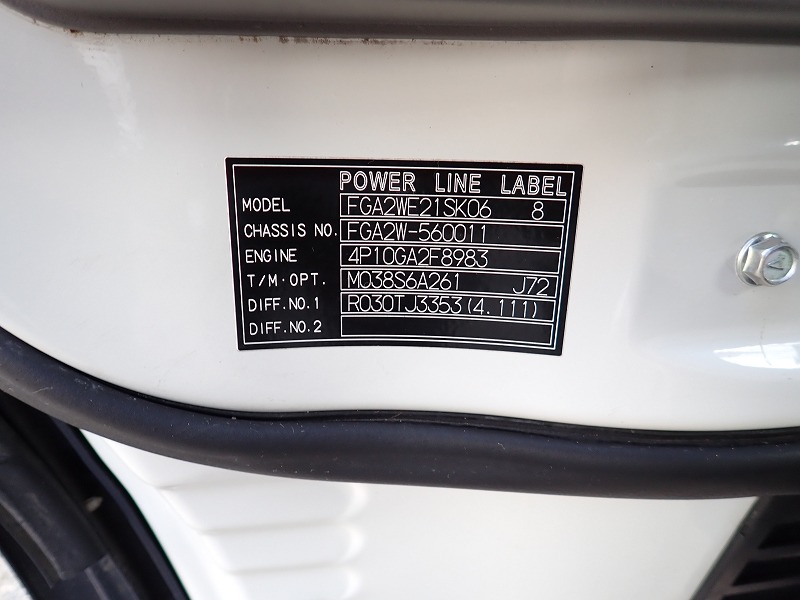 POWER LINE LABEL
MODEL FGA2WE21SK06 8
CHASSIS NO. FGA2W-560011
ENGINE 4P10GA2F8983
T/M·OPT. M038S6A261 J72
DIFF.NO.1 R030TJ3353(4.111)
DIFF.NO.2